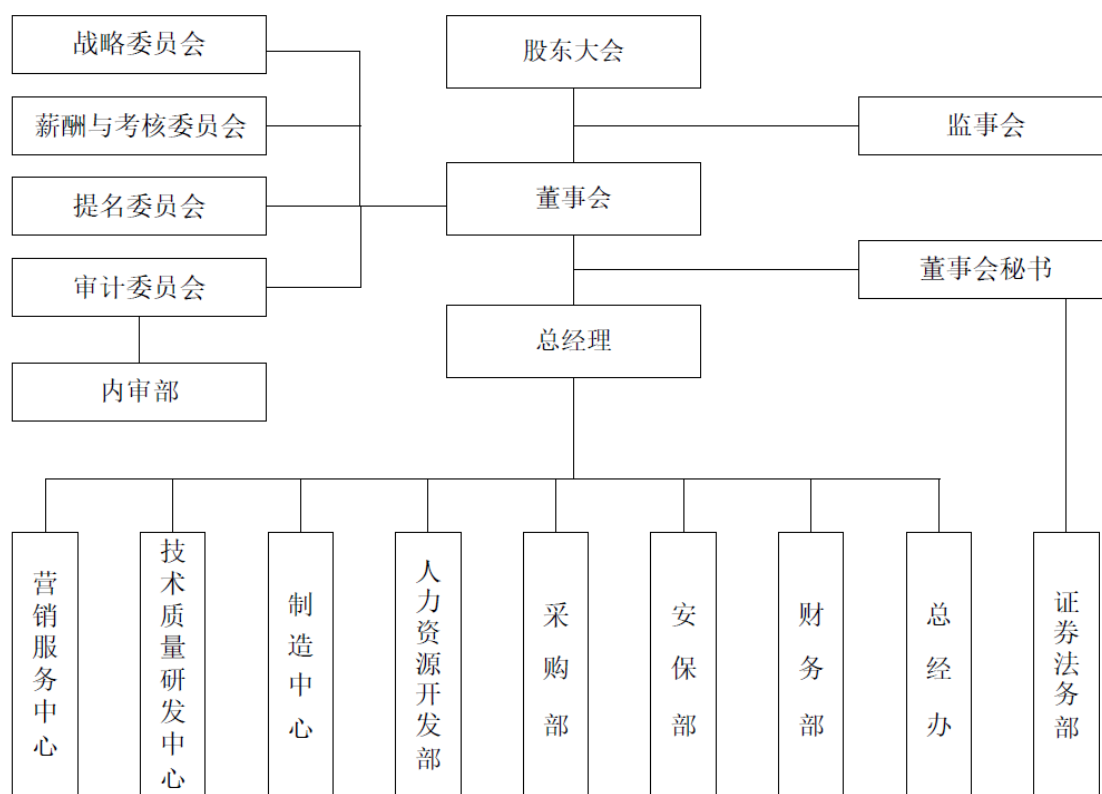 战略委员会
股东大会
薪酬与考核委员会
监事会
提名委员会
董事会
审计委员会
董事会秘书
总经理
内审部
营销服务中心
技术质量研发中心
制造中心
人力资源开发部
采购部
安保部
财务部
总经办
证券法务部